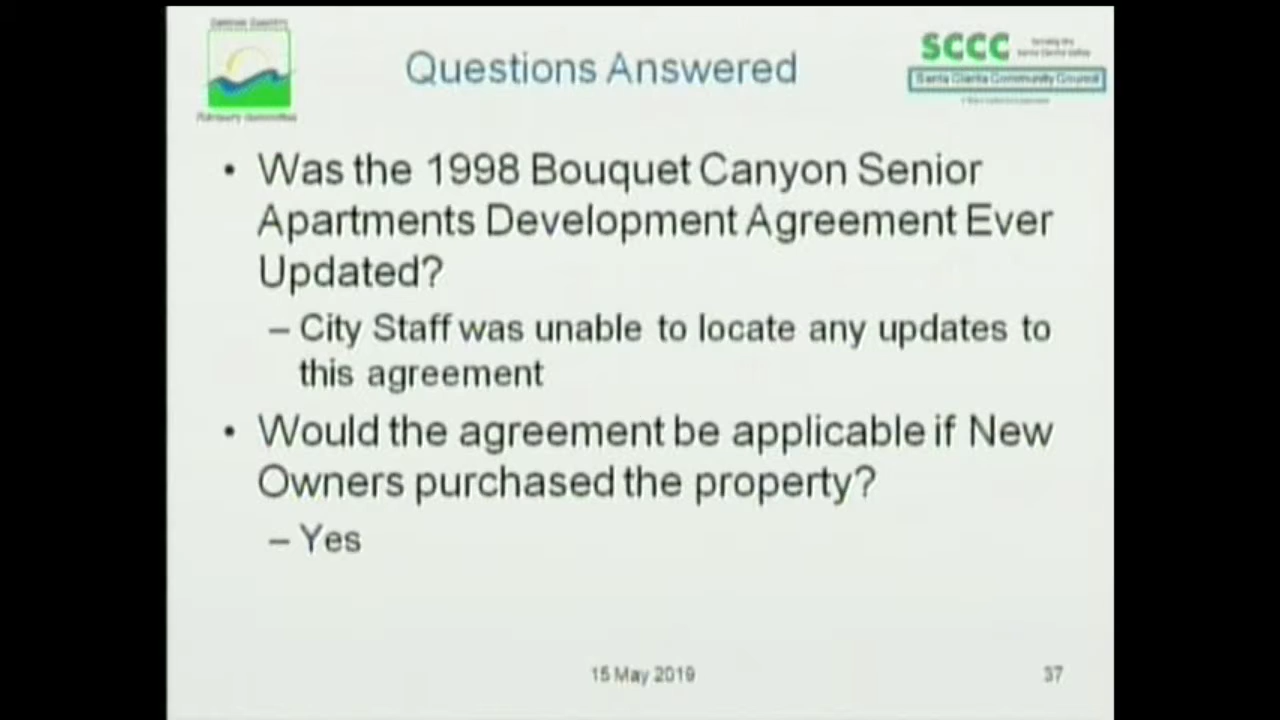 Questions Answered
SCCC
Santa Clarita Community Council
Advisory Committee
• Was the 1998 Bouquet Canyon Senior
Apartments Development Agreement Ever
Updated?
– City Staff was unable to locate any updates to
this agreement
• Would the agreement be applicable if New
Owners purchased the property?
– Yes
15 May 2019
37